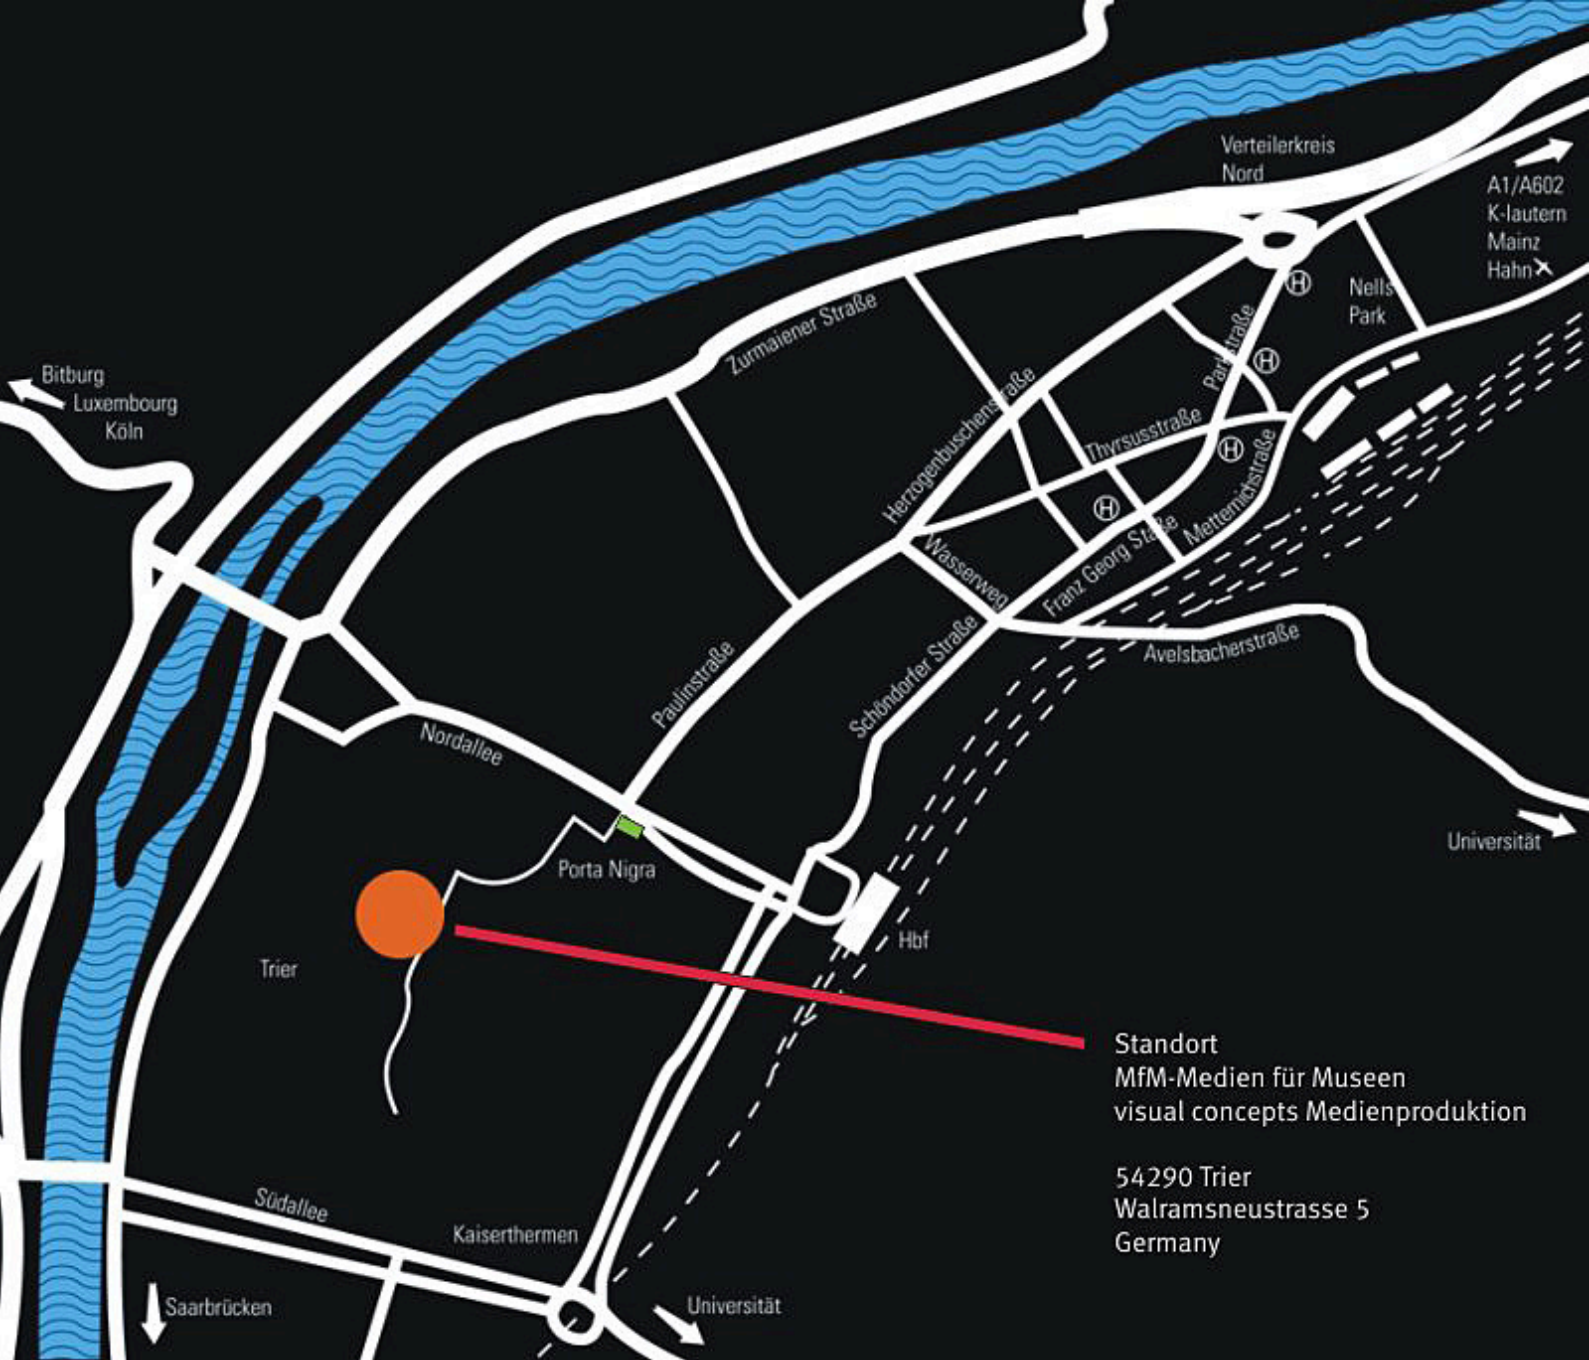 Verteilerkreis
Nord
A1/A602
K-lautern
Mainz
Hahn
Nells
Park
H
H
H
H
Zurmaiener Straße
Parkstraße
Bitburg
Luxembourg
Köln
Herzogenbuschenstraße
Thyrsusstraße
Metternichstraße
Wasserweg
Franz Georg Staße
Avelsbacherstraße
Schöndorfer Straße
Paulinstraße
Nordallee
Universität
Porta Nigra
Hbf
Trier
Standort
MfM-Medien für Museen
visual concepts Medienproduktion
54290 Trier
Walramsneustrasse 5
Germany
Südallee
Kaiserthermen
Saarbrücken
Universität